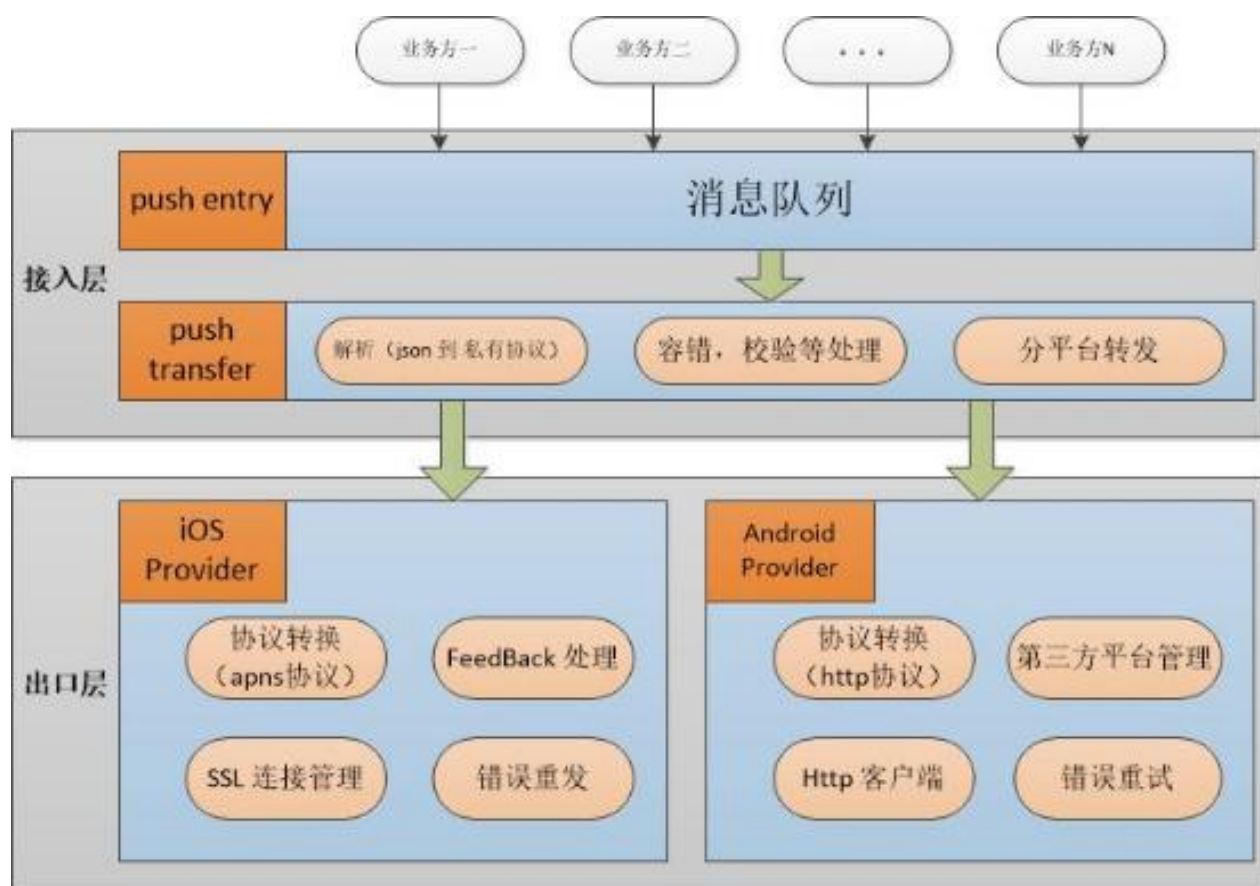 业务方一
业务方二
...
业务方N
push entry
消息队列
接入层
push
transfer
解析（json 到 私有协议）
容错，校验等处理
分平台转发
出口层
iOS
Provider
协议转换
（apns协议）
FeedBack 处理
SSL 连接管理
错误重发
Android
Provider
协议转换
（http协议）
第三方平台管理
Http 客户端
错误重试